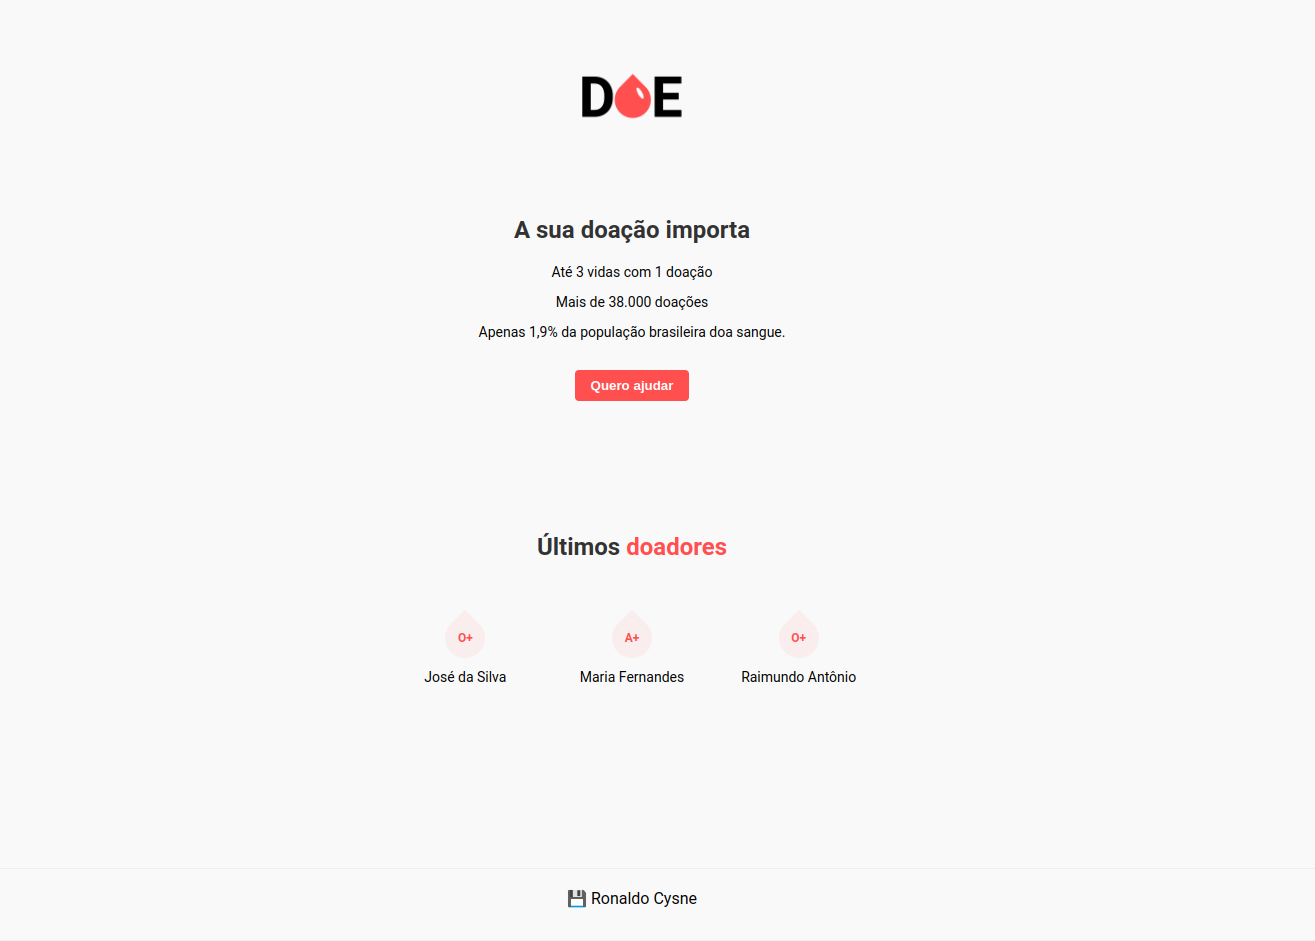 DOE
A sua doação importa
Até 3 vidas com 1 doação
Mais de 38.000 doações
Apenas 1,9% da população brasileira doa sangue.
Quero ajudar
Últimos doadores
O+ A+ O+
José da Silva Maria Fernandes Raimundo Antônio
💾 Ronaldo Cysne